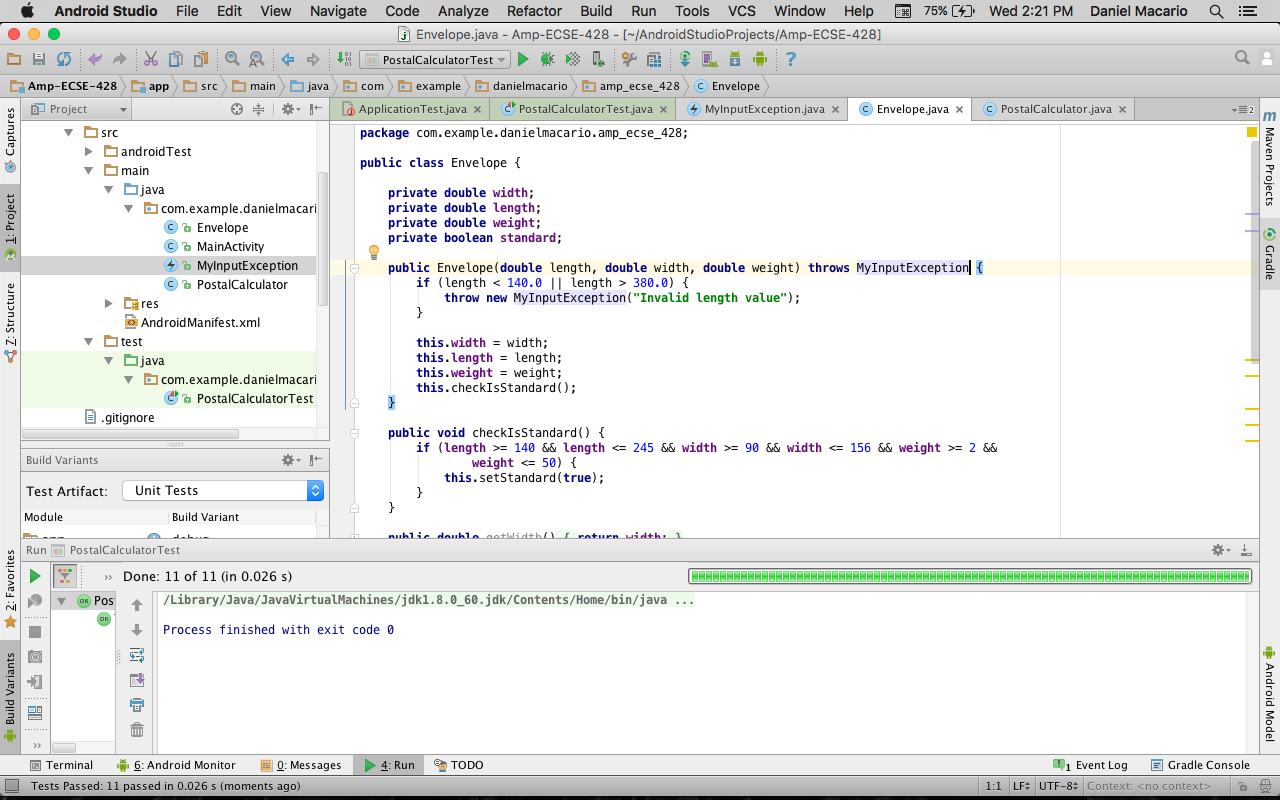 Android Studio File Edit View Navigate Code Analyze Refactor Build Run Tools VCS Window Help 75% Wed 2:21 PM Daniel Macario
Envelope.java - Amp-ECSE-428 - [~/AndroidStudioProjects/Amp-ECSE-428]
PostalCalculatorTest
Amp-ECSE-428 app src main java com example danielmacario amp_ecse_428 Envelope
Project
ApplicationTest.java PostalCalculatorTest.java MyInputException.java Envelope.java PostalCalculator.java 2
Captures
1: Project
Z: Structure
2: Favorites
Build Variants
src
androidTest
main
java
com.example.danielmacari
Envelope
MainActivity
MyInputException
PostalCalculator
res
AndroidManifest.xml
test
java
com.example.danielmacari
PostalCalculatorTest
.gitignore
Build Variants
Test Artifact: Unit Tests
Module Build Variant
package com.example.danielmacario.amp_ecse_428;
public class Envelope {
private double width;
private double length;
private double weight;
private boolean standard;
public Envelope(double length, double width, double weight) throws MyInputException {
if (length < 140.0 || length > 380.0) {
throw new MyInputException("Invalid length value");
}
this.width = width;
this.length = length;
this.weight = weight;
this.checkIsStandard();
}
public void checkIsStandard() {
if (length >= 140 && length <= 245 && width >= 90 && width <= 156 && weight >= 2 &&
weight <= 50) {
this.setStandard(true);
}
}
public double getWidth() { return width; }
Maven Projects
Gradle
Android Model
Run PostalCalculatorTest
Done: 11 of 11 (in 0.026 s)
Pos
/Library/Java/JavaVirtualMachines/jdk1.8.0_60.jdk/Contents/Home/bin/java ...
Process finished with exit code 0
Terminal 6: Android Monitor 0: Messages 4: Run TODO 1 Event Log Gradle Console
Tests Passed: 11 passed in 0.026 s (moments ago) 1:1 LF UTF-8 Context: <no context>